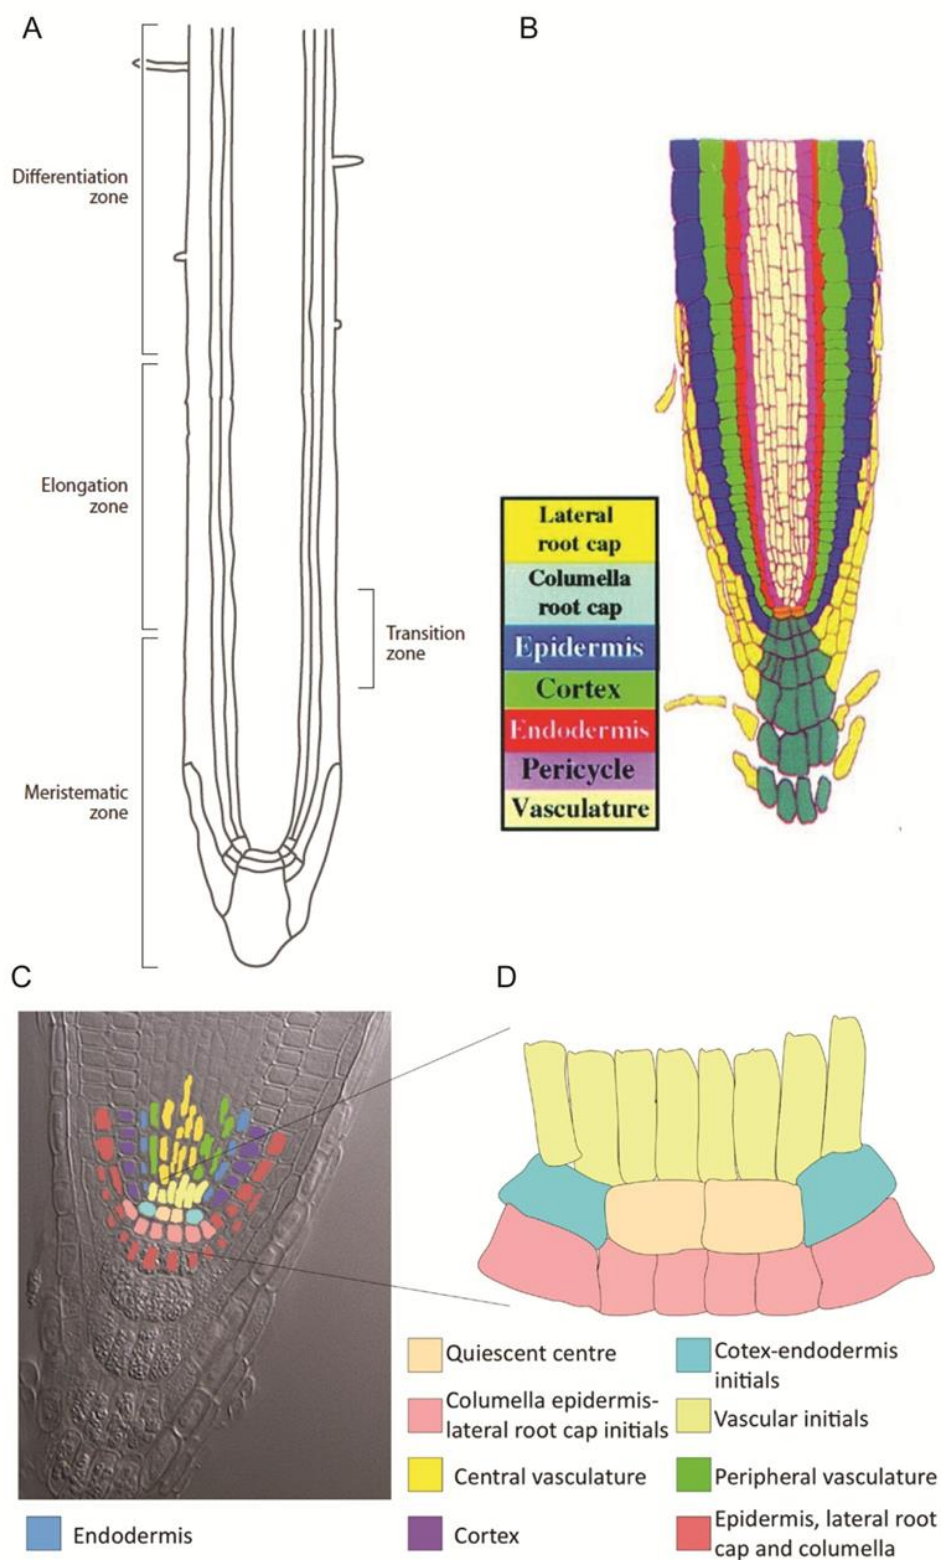 A
B
Differentiation
zone
Elongation
zone
Transition
zone
Meristematic
zone
Lateral
root cap
Columella
root cap
Epidermis
Cortex
Endodermis
Pericycle
Vasculature
C
D
Quiescent centre
Cotex-endodermis
initials
Columella epidermis-
lateral root cap initials
Vascular initials
Central vasculature
Peripheral vasculature
Endodermis
Cortex
Epidermis, lateral root
cap and columella